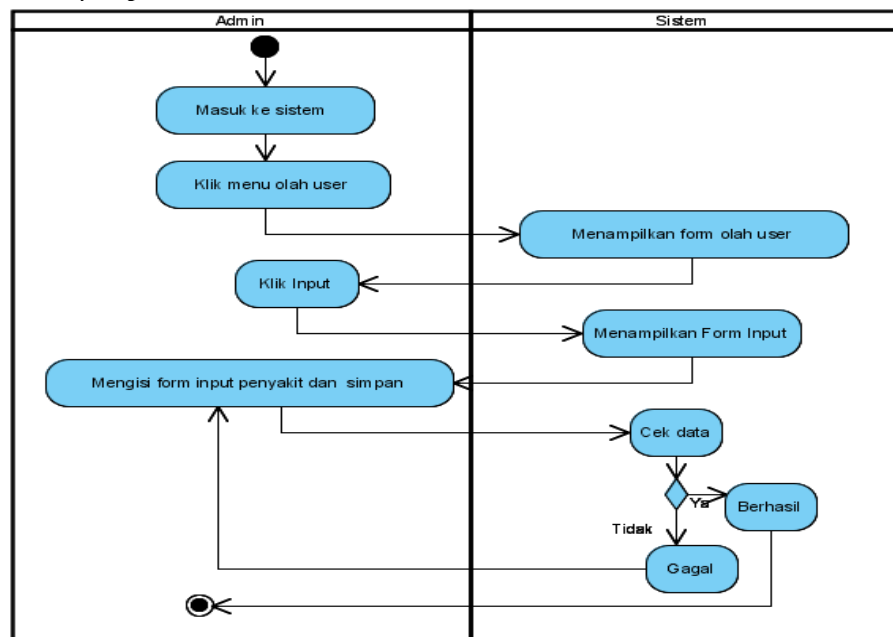 Admin
Sistem
Masuk ke sistem
Klik menu olah user
Menampilkan form olah user
Klik Input
Menampilkan Form Input
Mengisi form input penyakit dan simpan
Cek data
Ya
Berhasil
Tidak
Gagal